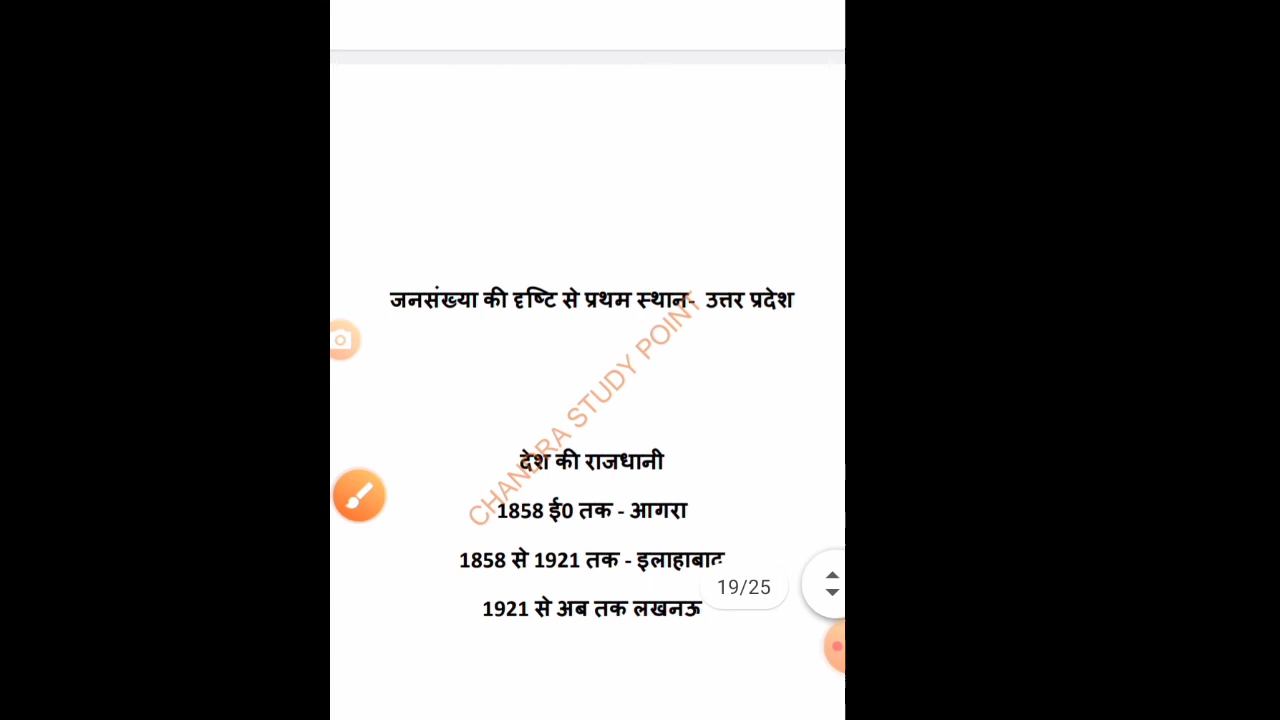 जनसंख्या की दृष्टि से प्रथम स्थान- उत्तर प्रदेश
CHANDRA STUDY POINT
देश की राजधानी
1858 ई0 तक - आगरा
1858 से 1921 तक - इलाहाबाद
19/25
1921 से अब तक लखनऊ